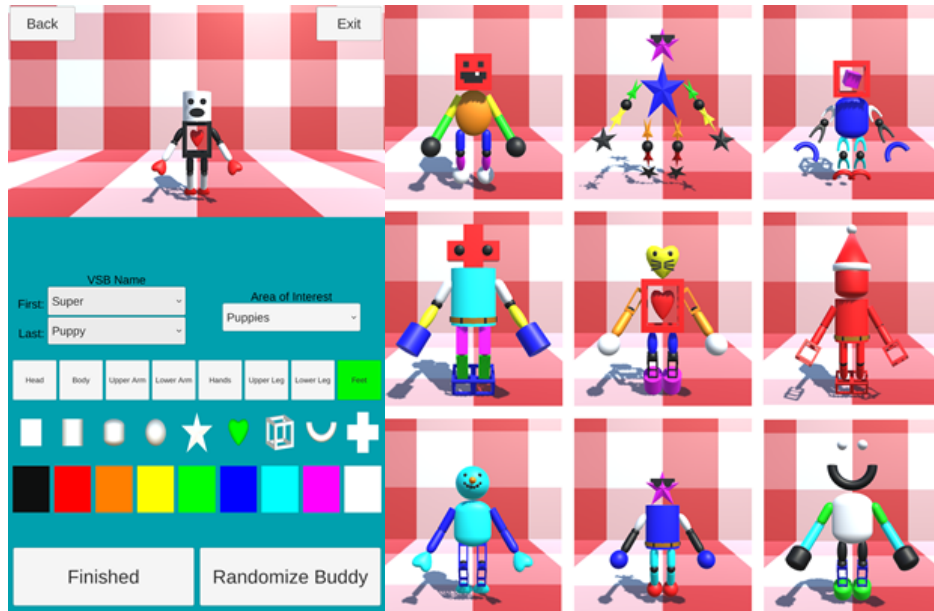 Back
Exit
VSB Name
First:
Super
Last:
Puppy
Area of Interest
Puppies
Head
Body
Upper Arm
Lower Arm
Hands
Upper Leg
Lower Leg
Feet
Finished
Randomize Buddy